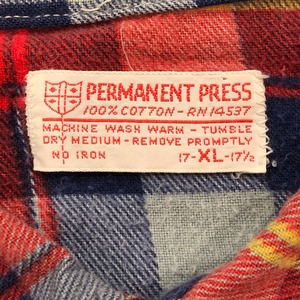 PERMANENT PRESS
100% COTTON - RN 14537
MACHINE WASH WARM - TUMBLE
DRY MEDIUM - REMOVE PROMPTLY
NO IRON 17-XL-17½